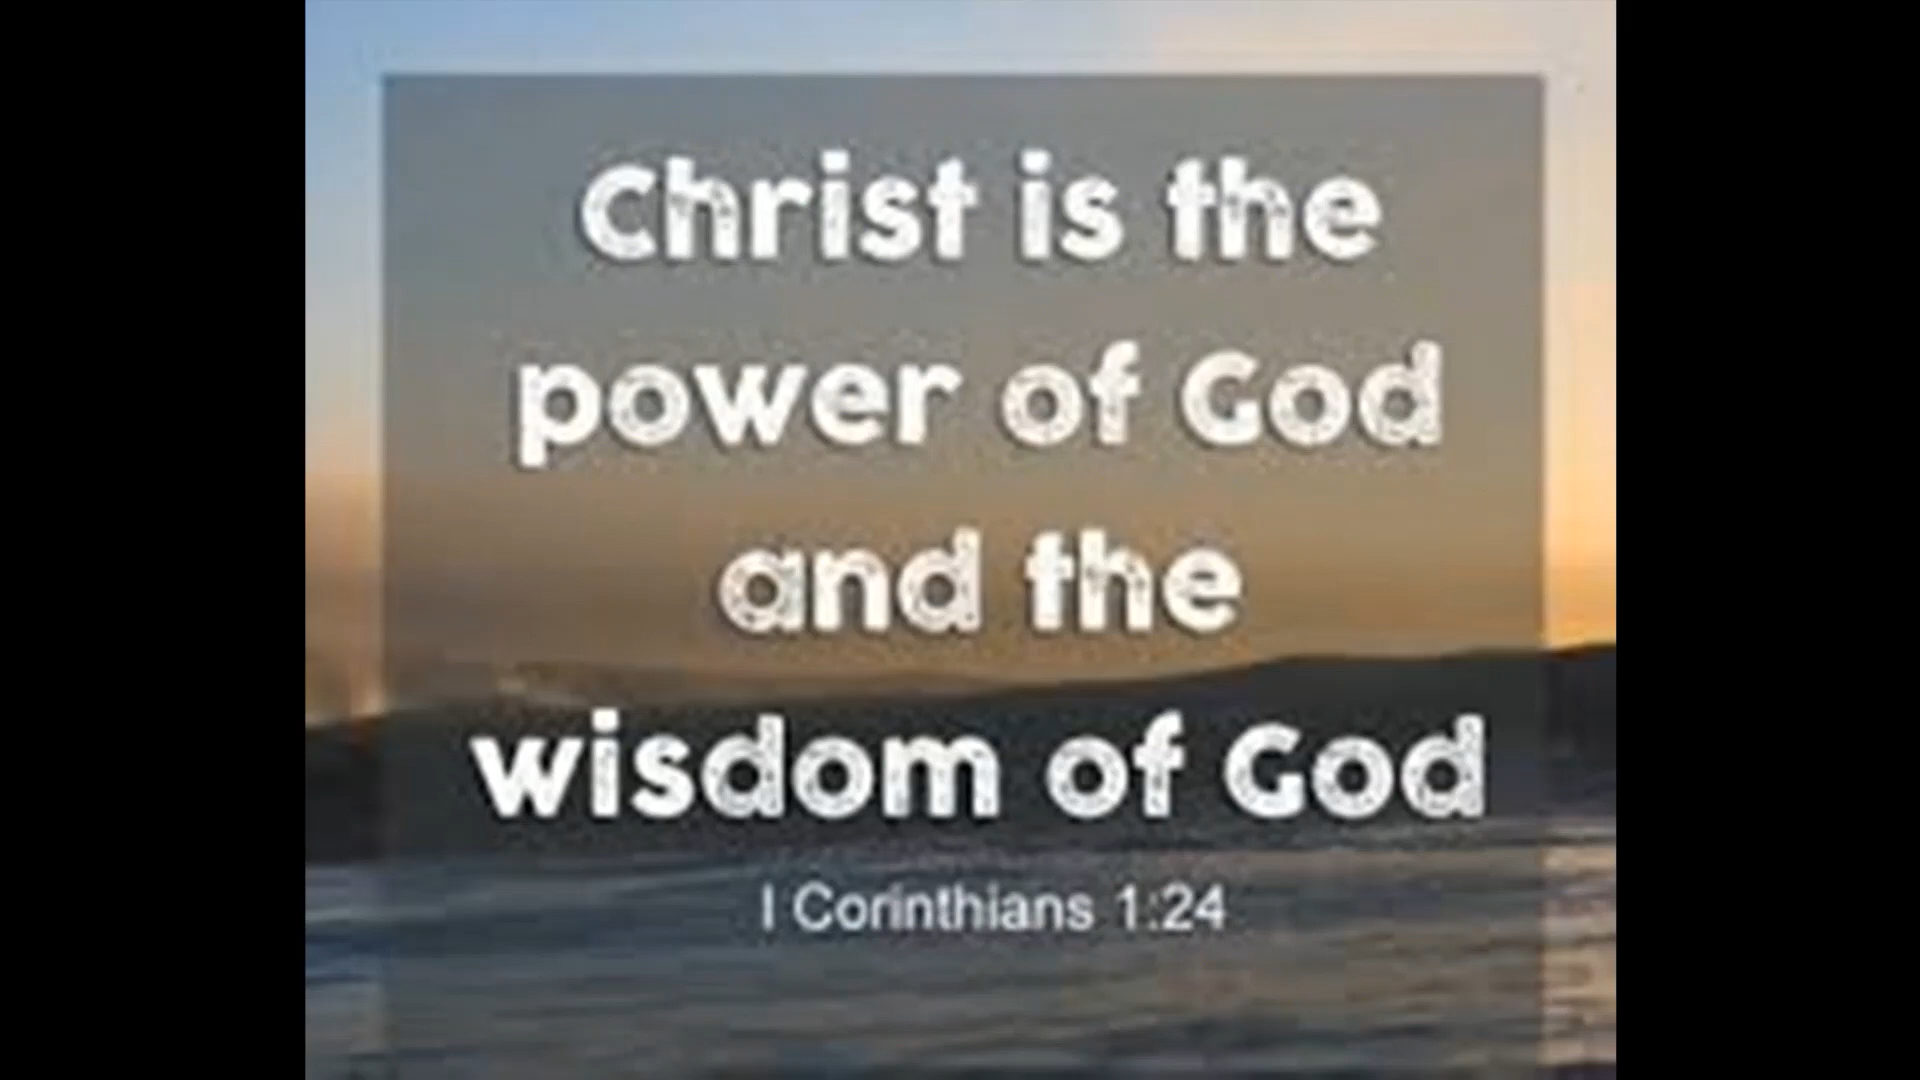 Christ is the
power of God
and the
wisdom of God
I Corinthians 1:24